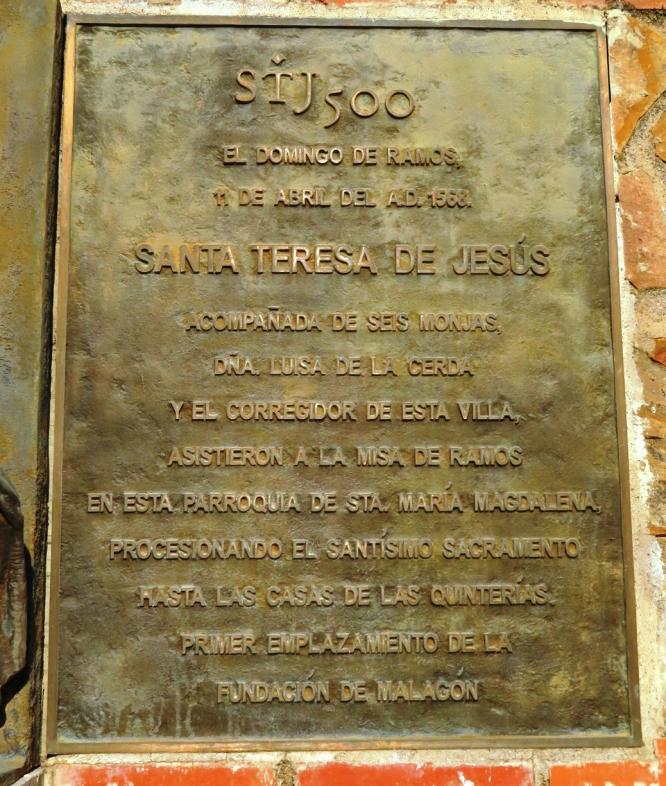 STJ500
EL DOMINGO DE RAMOS,
11 DE ABRIL DEL A.D. 1568.
SANTA TERESA DE JESÚS
ACOMPAÑADA DE SEIS MONJAS,
DÑA. LUISA DE LA CERDA
Y EL CORREGIDOR DE ESTA VILLA,
ASISTIERON A LA MISA DE RAMOS
EN ESTA PARROQUIA DE STA. MARÍA MAGDALENA,
PROCESIONANDO EL SANTÍSIMO SACRAMENTO
HASTA LAS CASAS DE LAS QUINTERÍAS.
PRIMER EMPLAZAMIENTO DE LA
FUNDACIÓN DE MALAGÓN